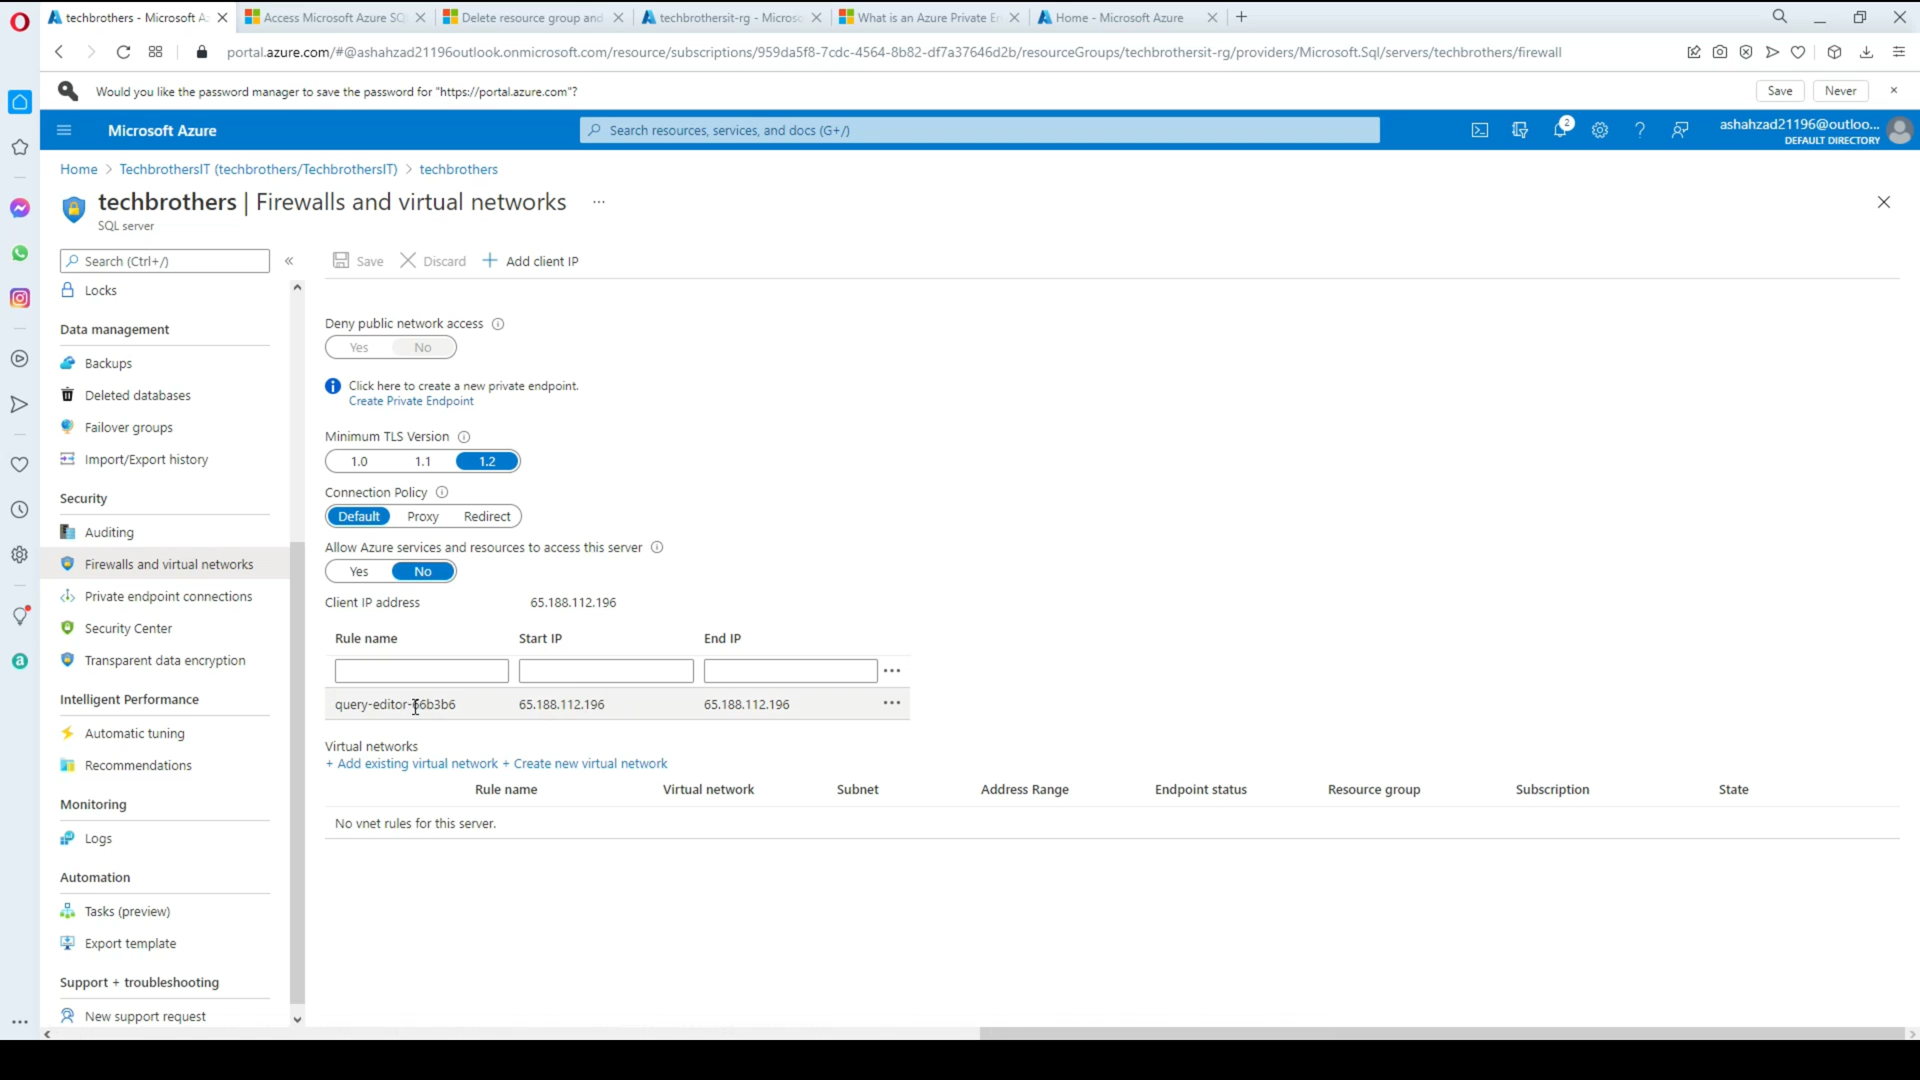 techbrothers - Microsoft A
Access Microsoft Azure SQ
Delete resource group and
techbrothersit-rg - Microso
What is an Azure Private E
Home - Microsoft Azure
portal.azure.com/#@ashahzad21196outlook.onmicrosoft.com/resource/subscriptions/959da5f8-7cdc-4564-8b82-df7a37646d2b/resourceGroups/techbrothersit-rg/providers/Microsoft.Sql/servers/techbrothers/firewall
Would you like the password manager to save the password for "https://portal.azure.com"?
Save
Never
Microsoft Azure
Search resources, services, and docs (G+/)
2
ashahzad21196@outloo...
DEFAULT DIRECTORY
Home > TechbrothersIT (techbrothers/TechbrothersIT) > techbrothers
techbrothers | Firewalls and virtual networks ...
SQL server
Search (Ctrl+/)
«
Save
Discard
+ Add client IP
Locks
Data management
Backups
Deleted databases
Failover groups
Import/Export history
Security
Auditing
Firewalls and virtual networks
Private endpoint connections
Security Center
Transparent data encryption
Intelligent Performance
Automatic tuning
Recommendations
Monitoring
Logs
Automation
Tasks (preview)
Export template
Support + troubleshooting
New support request
Deny public network access
Yes No
Click here to create a new private endpoint.
Create Private Endpoint
Minimum TLS Version
1.0 1.1 1.2
Connection Policy
Default Proxy Redirect
Allow Azure services and resources to access this server
Yes No
Client IP address 65.188.112.196
Rule name Start IP End IP
...
query-editor-66b3b6 65.188.112.196 65.188.112.196 ...
Virtual networks
+ Add existing virtual network + Create new virtual network
Rule name Virtual network Subnet Address Range Endpoint status Resource group Subscription State
No vnet rules for this server.